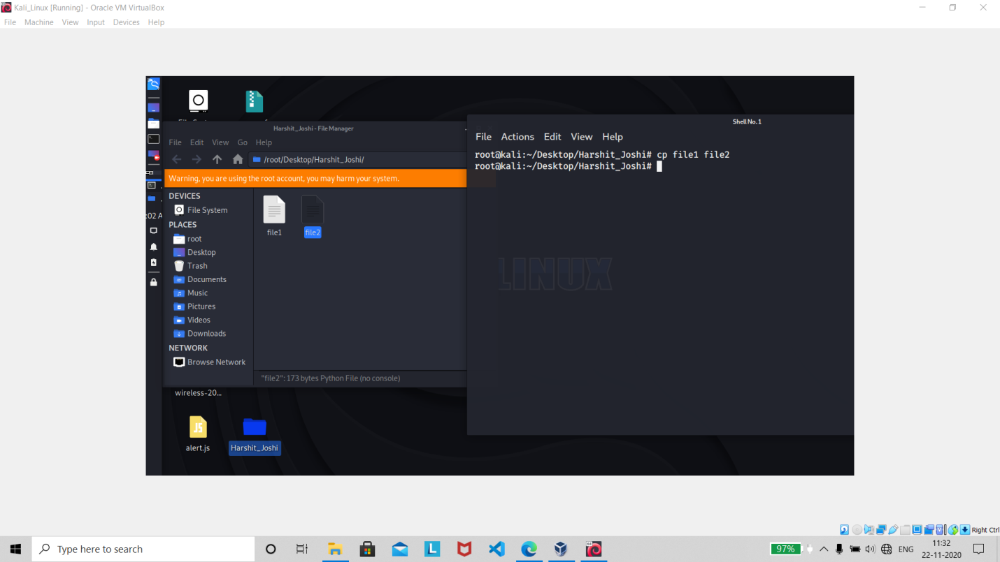 Kali_Linux [Running] - Oracle VM VirtualBox
File Machine View Input Devices Help
Harshit_Joshi - File Manager
File Edit View Go Help
/root/Desktop/Harshit_Joshi/
Warning, you are using the root account, you may harm your system.
DEVICES
File System
PLACES
root
Desktop
Trash
Documents
Music
Pictures
Videos
Downloads
NETWORK
Browse Network
file1
file2
"file2": 173 bytes Python File (no console)
Shell No. 1
File Actions Edit View Help
root@kali:~/Desktop/Harshit_Joshi# cp file1 file2
root@kali:~/Desktop/Harshit_Joshi#
LINUX
:02 A
wireless-20...
JS
alert.js
Harshit_Joshi
Right Ctrl
Type here to search
L
97%
ENG
11:32
22-11-2020